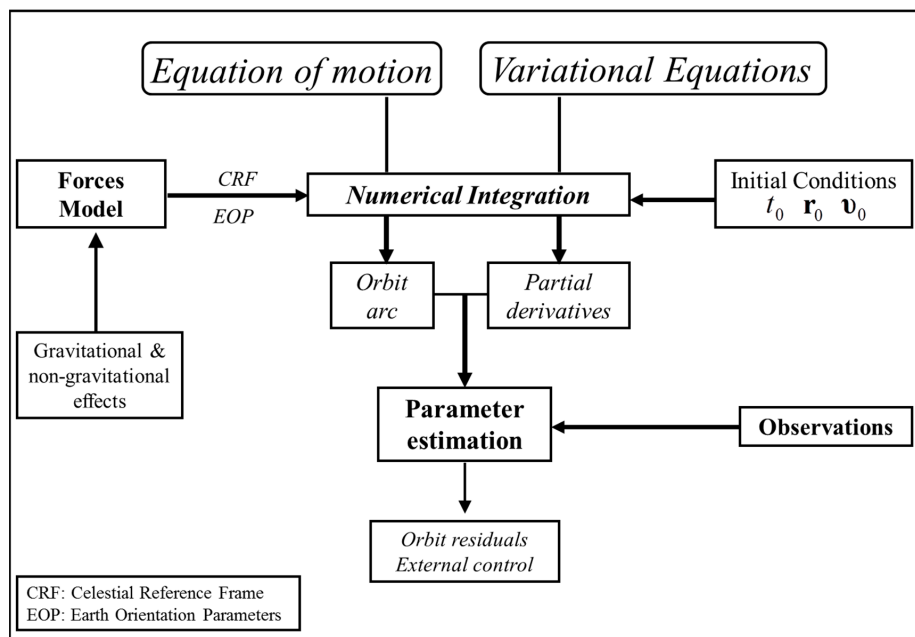 Equation of motion
Variational Equations
Forces
Model
CRF
EOP
Numerical Integration
Initial Conditions
t₀ r₀ υ₀
Orbit
arc
Partial
derivatives
Gravitational &
non-gravitational
effects
Parameter
estimation
Observations
Orbit residuals
External control
CRF: Celestial Reference Frame
EOP: Earth Orientation Parameters